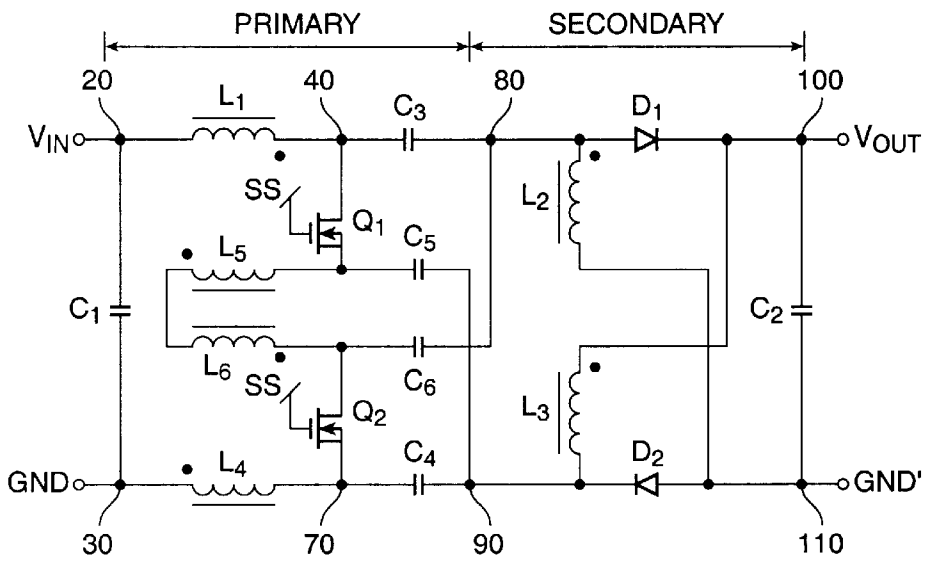 PRIMARY SECONDARY
20 40 80 100
L1 C3 D1
VIN VOUT
SS Q1 L2
L5 C5
C1 C2
L6 C6
SS Q2 L3
L4 C4 D2
GND GND'
30 70 90 110